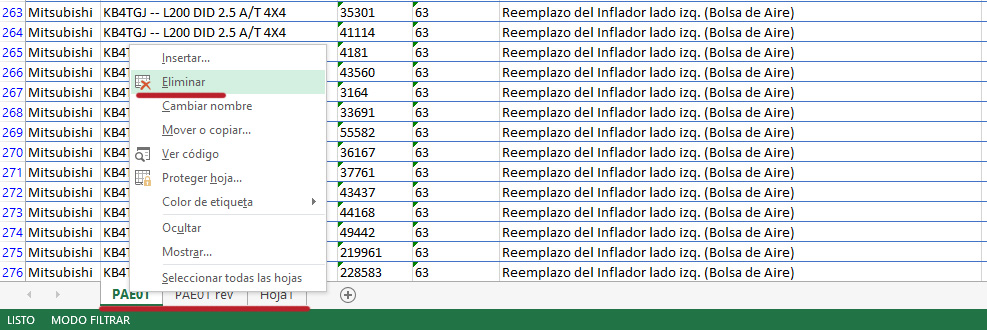 263 Mitsubishi KB4TGJ -- L200 DID 2.5 A/T 4X4 35301 63 Reemplazo del Inflador lado izq. (Bolsa de Aire)
264 Mitsubishi KB4TGJ -- L200 DID 2.5 A/T 4X4 41114 63 Reemplazo del Inflador lado izq. (Bolsa de Aire)
265 Mitsubishi KB4T 4181 63 Reemplazo del Inflador lado izq. (Bolsa de Aire)
266 Mitsubishi KB4T 43560 63 Reemplazo del Inflador lado izq. (Bolsa de Aire)
267 Mitsubishi KB4T 3164 63 Reemplazo del Inflador lado izq. (Bolsa de Aire)
268 Mitsubishi KB4T 33691 63 Reemplazo del Inflador lado izq. (Bolsa de Aire)
269 Mitsubishi KB4T 55582 63 Reemplazo del Inflador lado izq. (Bolsa de Aire)
270 Mitsubishi KB4T 36167 63 Reemplazo del Inflador lado izq. (Bolsa de Aire)
271 Mitsubishi KB4T 37761 63 Reemplazo del Inflador lado izq. (Bolsa de Aire)
272 Mitsubishi KB4T 43437 63 Reemplazo del Inflador lado izq. (Bolsa de Aire)
273 Mitsubishi KB4T 44168 63 Reemplazo del Inflador lado izq. (Bolsa de Aire)
274 Mitsubishi KB4T 49442 63 Reemplazo del Inflador lado izq. (Bolsa de Aire)
275 Mitsubishi KB4T 219961 63 Reemplazo del Inflador lado izq. (Bolsa de Aire)
276 Mitsubishi KB4T 228583 63 Reemplazo del Inflador lado izq. (Bolsa de Aire)
Insertar...
Eliminar
Cambiar nombre
Mover o copiar...
Ver código
Proteger hoja...
Color de etiqueta
Ocultar
Mostrar...
Seleccionar todas las hojas
PAE01 PAE01 rev Hoja1
LISTO MODO FILTRAR